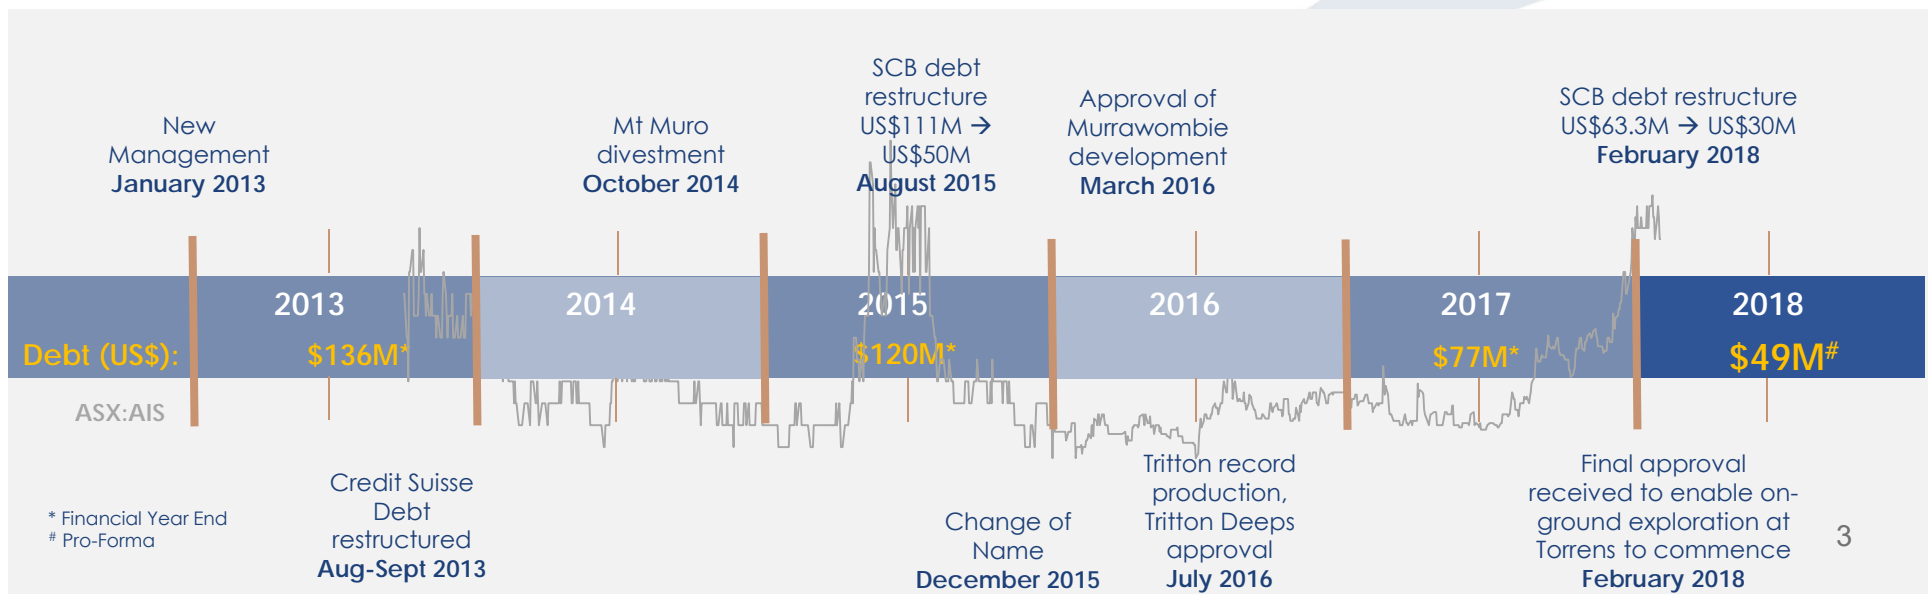 New
Management
January 2013
Mt Muro
divestment
October 2014
SCB debt
restructure
US$111M →
US$50M
August 2015
Approval of
Murrawombie
development
March 2016
SCB debt restructure
US$63.3M → US$30M
February 2018
2013
2014
2015
2016
2017
2018
Debt (US$):
$136M*
$120M*
$77M*
$49M#
ASX:AIS
Credit Suisse
Debt
restructured
Aug-Sept 2013
Change of
Name
December 2015
Tritton record
production,
Tritton Deeps
approval
July 2016
Final approval
received to enable on-
ground exploration at
Torrens to commence
February 2018
* Financial Year End
# Pro-Forma
3